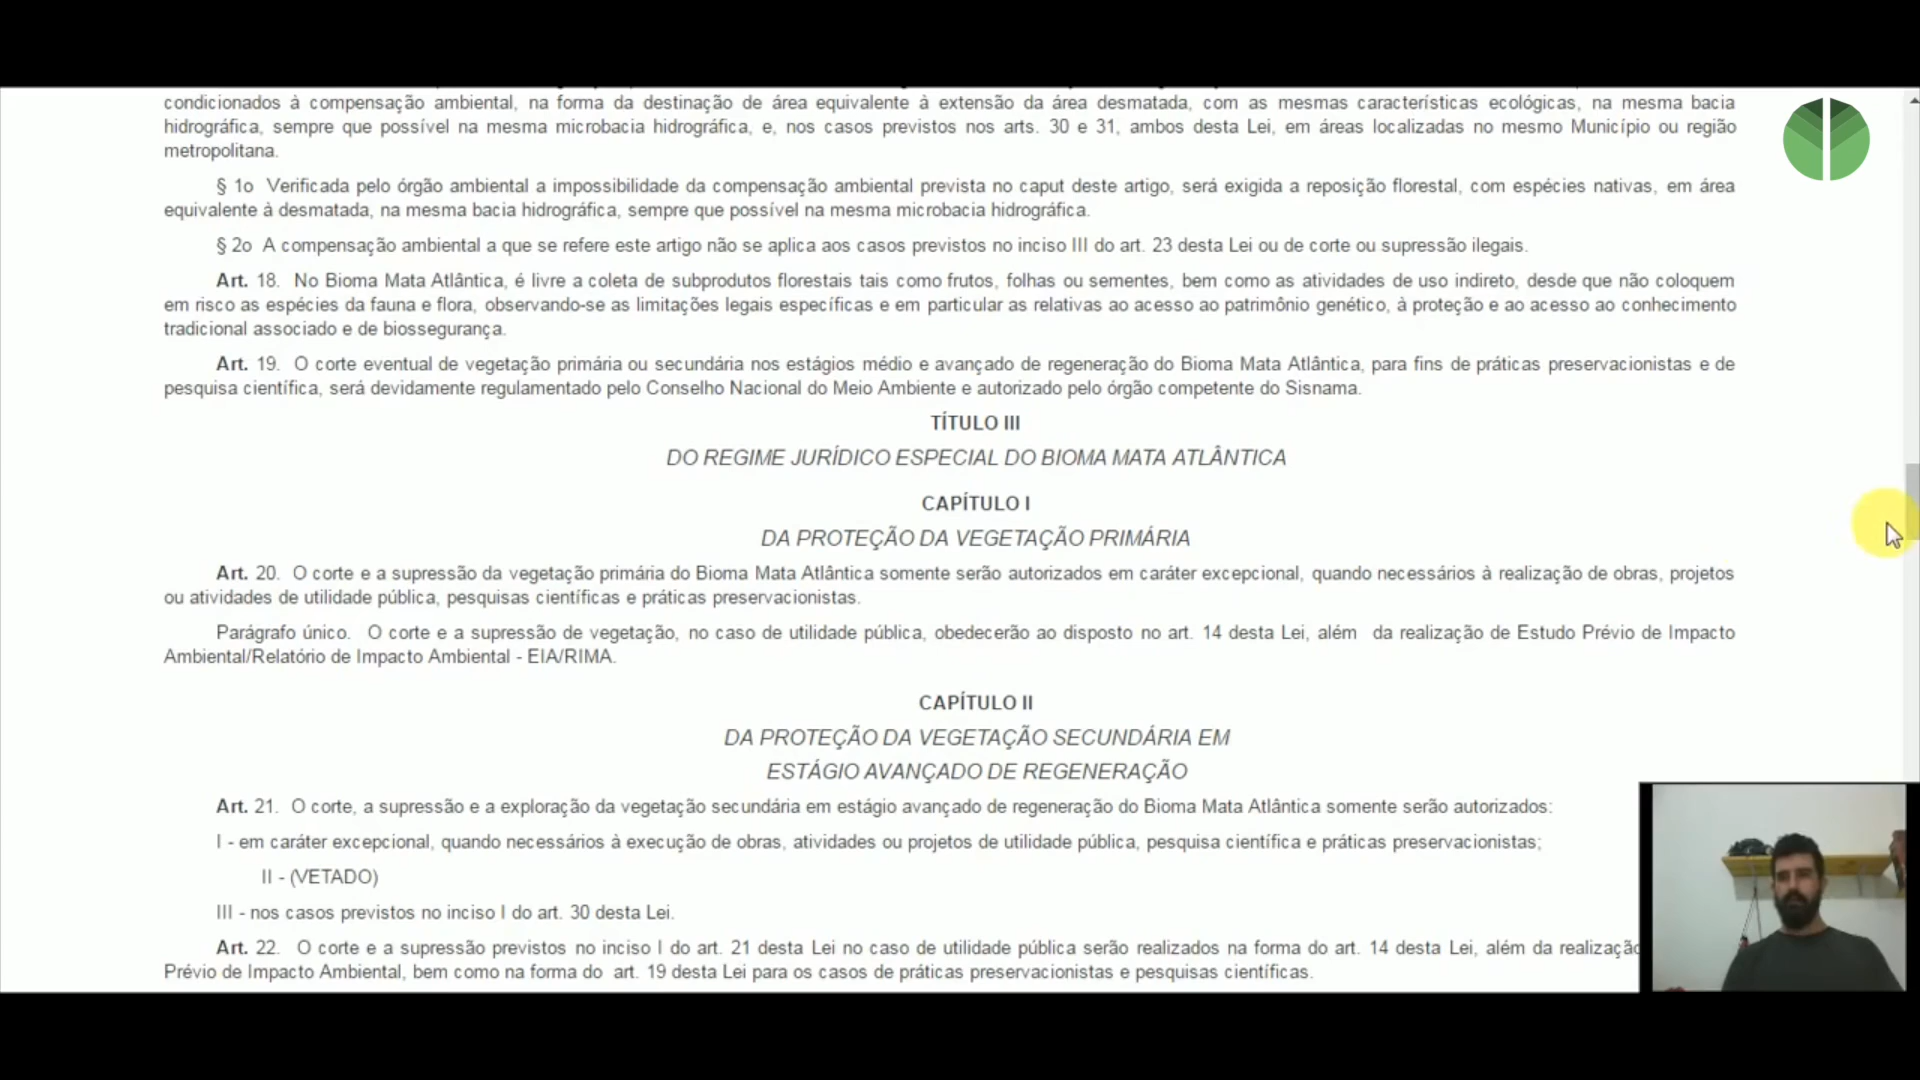 condicionados à compensação ambiental, na forma da destinação de área equivalente à extensão da área desmatada, com as mesmas características ecológicas, na mesma bacia
hidrográfica, sempre que possível na mesma microbacia hidrográfica, e, nos casos previstos nos arts. 30 e 31, ambos desta Lei, em áreas localizadas no mesmo Município ou região
metropolitana.
§ 1o Verificada pelo órgão ambiental a impossibilidade da compensação ambiental prevista no caput deste artigo, será exigida a reposição florestal, com espécies nativas, em área
equivalente à desmatada, na mesma bacia hidrográfica, sempre que possível na mesma microbacia hidrográfica.
§ 2o A compensação ambiental a que se refere este artigo não se aplica aos casos previstos no inciso III do art. 23 desta Lei ou de corte ou supressão ilegais.
Art. 18. No Bioma Mata Atlântica, é livre a coleta de subprodutos florestais tais como frutos, folhas ou sementes, bem como as atividades de uso indireto, desde que não coloquem
em risco as espécies da fauna e flora, observando-se as limitações legais específicas e em particular as relativas ao acesso ao patrimônio genético, à proteção e ao acesso ao conhecimento
tradicional associado e de biossegurança.
Art. 19. O corte eventual de vegetação primária ou secundária nos estágios médio e avançado de regeneração do Bioma Mata Atlântica, para fins de práticas preservacionistas e de
pesquisa científica, será devidamente regulamentado pelo Conselho Nacional do Meio Ambiente e autorizado pelo órgão competente do Sisnama.
TÍTULO III
DO REGIME JURÍDICO ESPECIAL DO BIOMA MATA ATLÂNTICA
CAPÍTULO I
DA PROTEÇÃO DA VEGETAÇÃO PRIMÁRIA
Art. 20. O corte e a supressão da vegetação primária do Bioma Mata Atlântica somente serão autorizados em caráter excepcional, quando necessários à realização de obras, projetos
ou atividades de utilidade pública, pesquisas científicas e práticas preservacionistas.
Parágrafo único. O corte e a supressão de vegetação, no caso de utilidade pública, obedecerão ao disposto no art. 14 desta Lei, além da realização de Estudo Prévio de Impacto
Ambiental/Relatório de Impacto Ambiental - EIA/RIMA.
CAPÍTULO II
DA PROTEÇÃO DA VEGETAÇÃO SECUNDÁRIA EM
ESTÁGIO AVANÇADO DE REGENERAÇÃO
Art. 21. O corte, a supressão e a exploração da vegetação secundária em estágio avançado de regeneração do Bioma Mata Atlântica somente serão autorizados:
I - em caráter excepcional, quando necessários à execução de obras, atividades ou projetos de utilidade pública, pesquisa científica e práticas preservacionistas;
II - (VETADO)
III - nos casos previstos no inciso I do art. 30 desta Lei.
Art. 22. O corte e a supressão previstos no inciso I do art. 21 desta Lei no caso de utilidade pública serão realizados na forma do art. 14 desta Lei, além da realização
Prévio de Impacto Ambiental, bem como na forma do art. 19 desta Lei para os casos de práticas preservacionistas e pesquisas científicas.